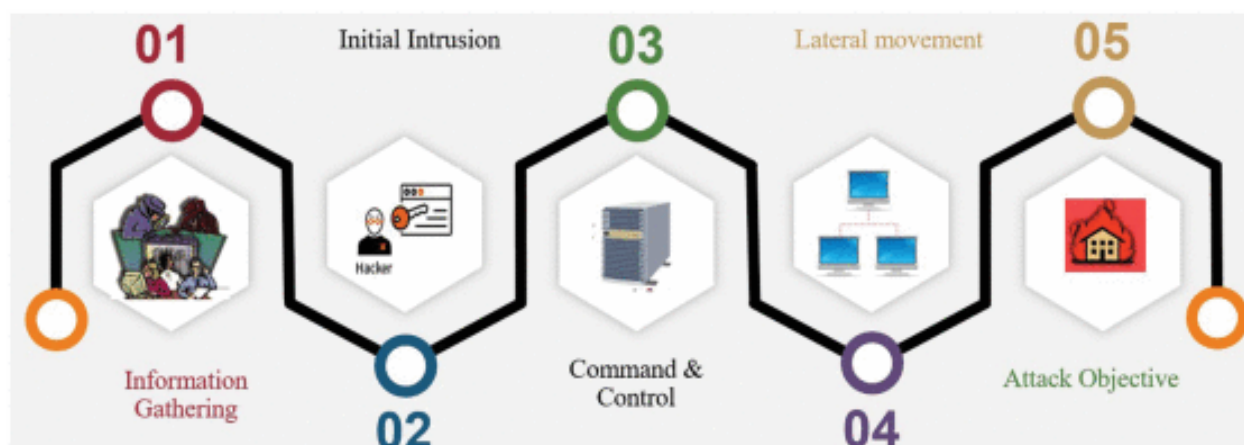 01
Initial Intrusion
03
Lateral movement
05
Hacker
Information
Gathering
02
Command &
Control
04
Attack Objective